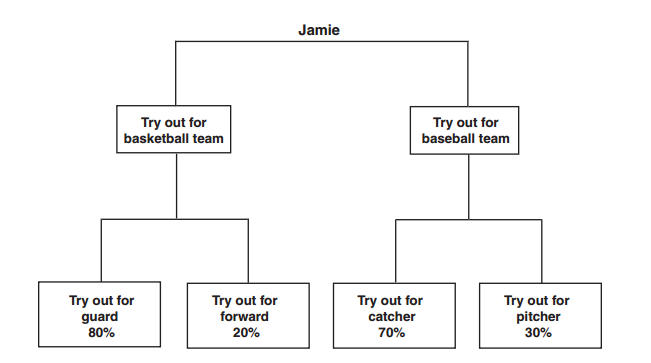 Jamie
Try out for
basketball team
Try out for
baseball team
Try out for
guard
80%
Try out for
forward
20%
Try out for
catcher
70%
Try out for
pitcher
30%